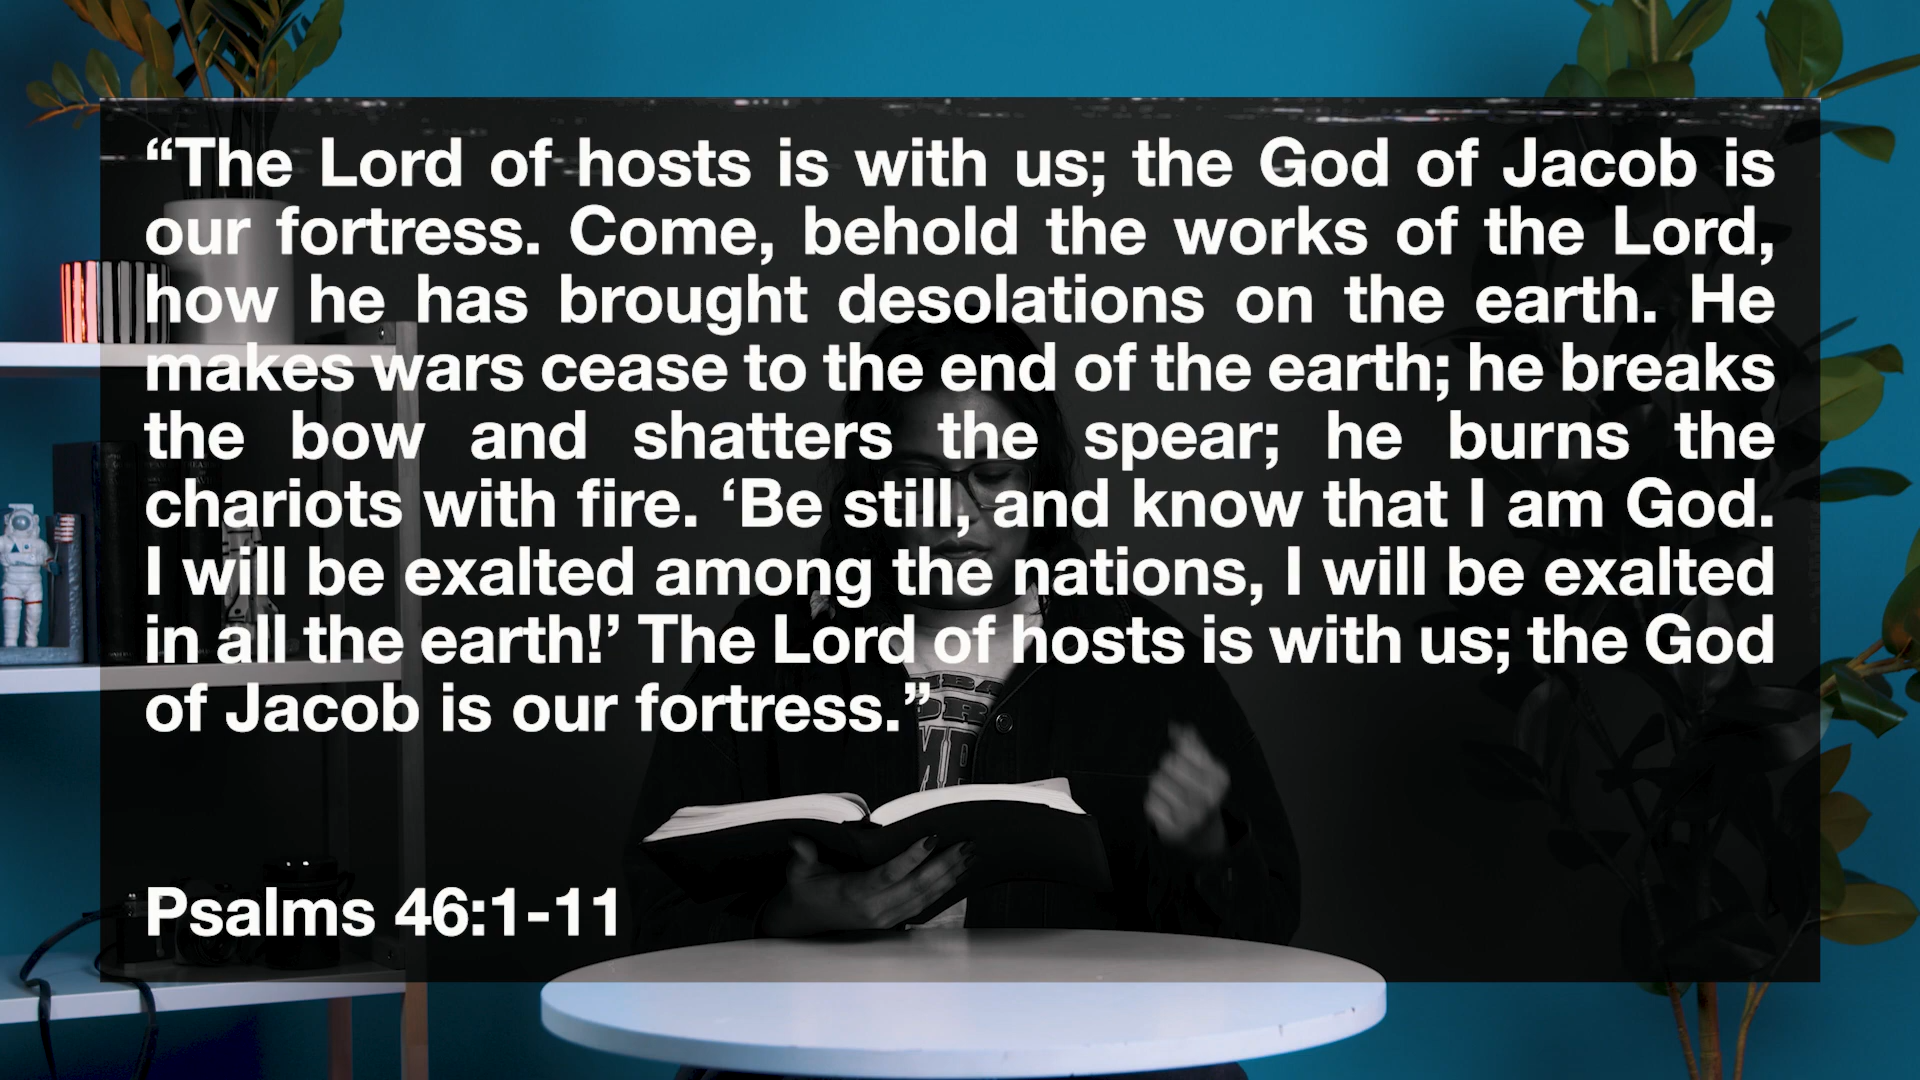 “The Lord of hosts is with us; the God of Jacob is
our fortress. Come, behold the works of the Lord,
how he has brought desolations on the earth. He
makes wars cease to the end of the earth; he breaks
the bow and shatters the spear; he burns the
chariots with fire. ‘Be still, and know that I am God.
I will be exalted among the nations, I will be exalted
in all the earth!’ The Lord of hosts is with us; the God
of Jacob is our fortress.”
Psalms 46:1-11